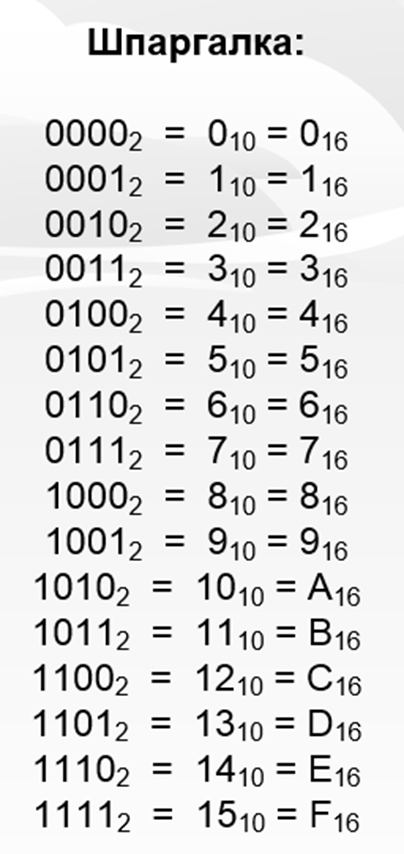 Шпаргалка:
0000₂ = 0₁₀ = 0₁₆
0001₂ = 1₁₀ = 1₁₆
0010₂ = 2₁₀ = 2₁₆
0011₂ = 3₁₀ = 3₁₆
0100₂ = 4₁₀ = 4₁₆
0101₂ = 5₁₀ = 5₁₆
0110₂ = 6₁₀ = 6₁₆
0111₂ = 7₁₀ = 7₁₆
1000₂ = 8₁₀ = 8₁₆
1001₂ = 9₁₀ = 9₁₆
1010₂ = 10₁₀ = A₁₆
1011₂ = 11₁₀ = B₁₆
1100₂ = 12₁₀ = C₁₆
1101₂ = 13₁₀ = D₁₆
1110₂ = 14₁₀ = E₁₆
1111₂ = 15₁₀ = F₁₆